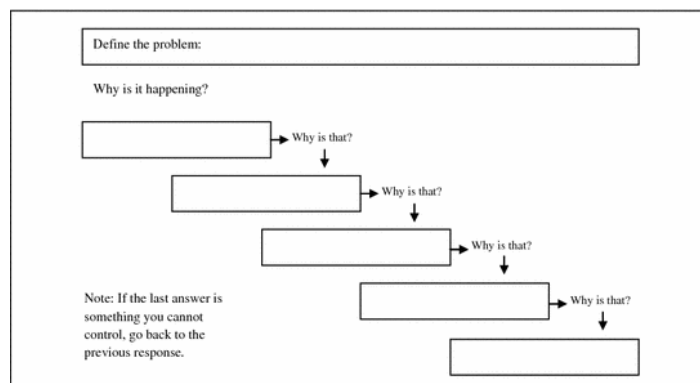 Define the problem:
Why is it happening?
Why is that?
Why is that?
Why is that?
Why is that?
Note: If the last answer is
something you cannot
control, go back to the
previous response.